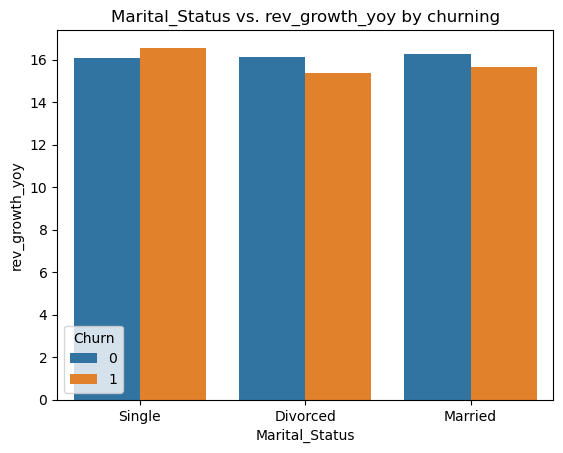 Marital_Status vs. rev_growth_yoy by churning
rev_growth_yoy
16
14
12
10
8
6
4
2
0
Churn
0
1
Single Divorced Married
Marital_Status